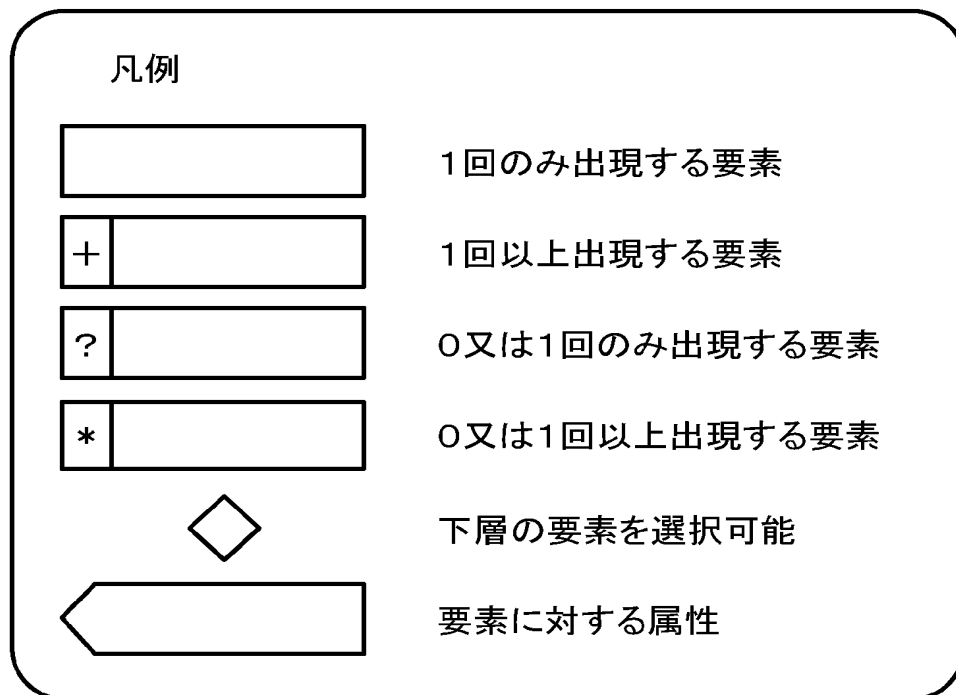 凡例
1回のみ出現する要素
+ 1回以上出現する要素
? 0又は1回のみ出現する要素
* 0又は1回以上出現する要素
下層の要素を選択可能
要素に対する属性